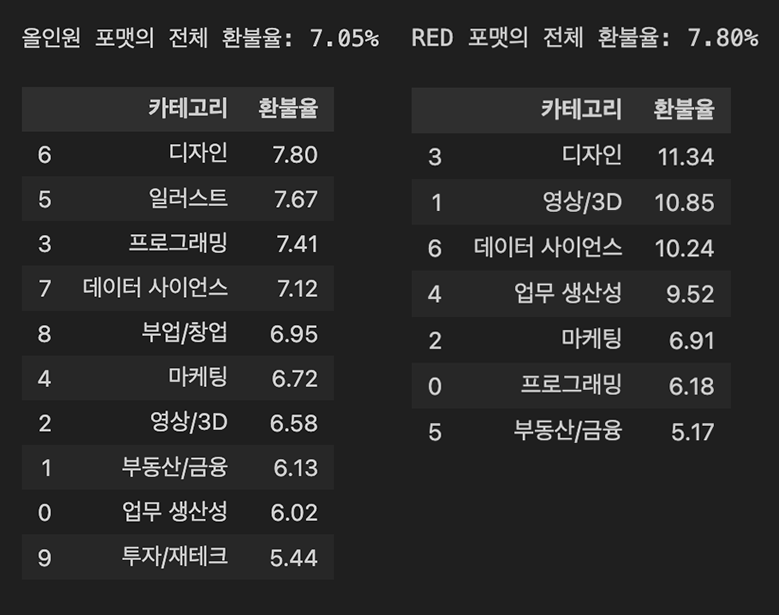 올인원 포맷의 전체 환불율: 7.05%
카테고리 환불율
6 디자인 7.80
5 일러스트 7.67
3 프로그래밍 7.41
7 데이터 사이언스 7.12
8 부업/창업 6.95
4 마케팅 6.72
2 영상/3D 6.58
1 부동산/금융 6.13
0 업무 생산성 6.02
9 투자/재테크 5.44
RED 포맷의 전체 환불율: 7.80%
카테고리 환불율
3 디자인 11.34
1 영상/3D 10.85
6 데이터 사이언스 10.24
4 업무 생산성 9.52
2 마케팅 6.91
0 프로그래밍 6.18
5 부동산/금융 5.17